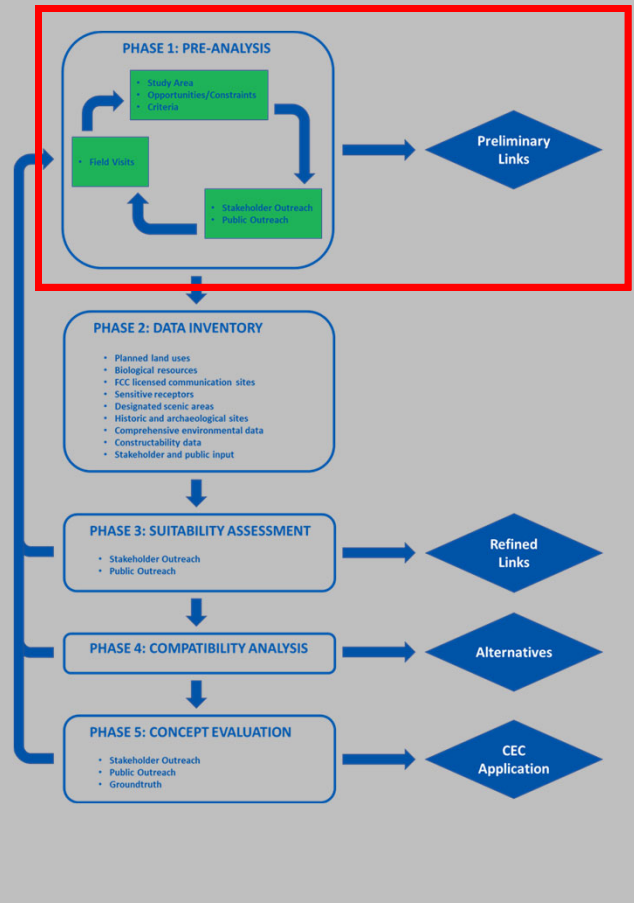 PHASE 1: PRE-ANALYSIS
• Study Area
• Opportunities/Constraints
• Criteria
• Field Visits
• Stakeholder Outreach
• Public Outreach
Preliminary
Links
PHASE 2: DATA INVENTORY
• Planned land uses
• Biological resources
• FCC licensed communication sites
• Sensitive receptors
• Designated scenic areas
• Historic and archaeological sites
• Comprehensive environmental data
• Constructability data
• Stakeholder and public input
PHASE 3: SUITABILITY ASSESSMENT
• Stakeholder Outreach
• Public Outreach
Refined
Links
PHASE 4: COMPATIBILITY ANALYSIS
Alternatives
PHASE 5: CONCEPT EVALUATION
• Stakeholder Outreach
• Public Outreach
• Groundtruth
CEC
Application